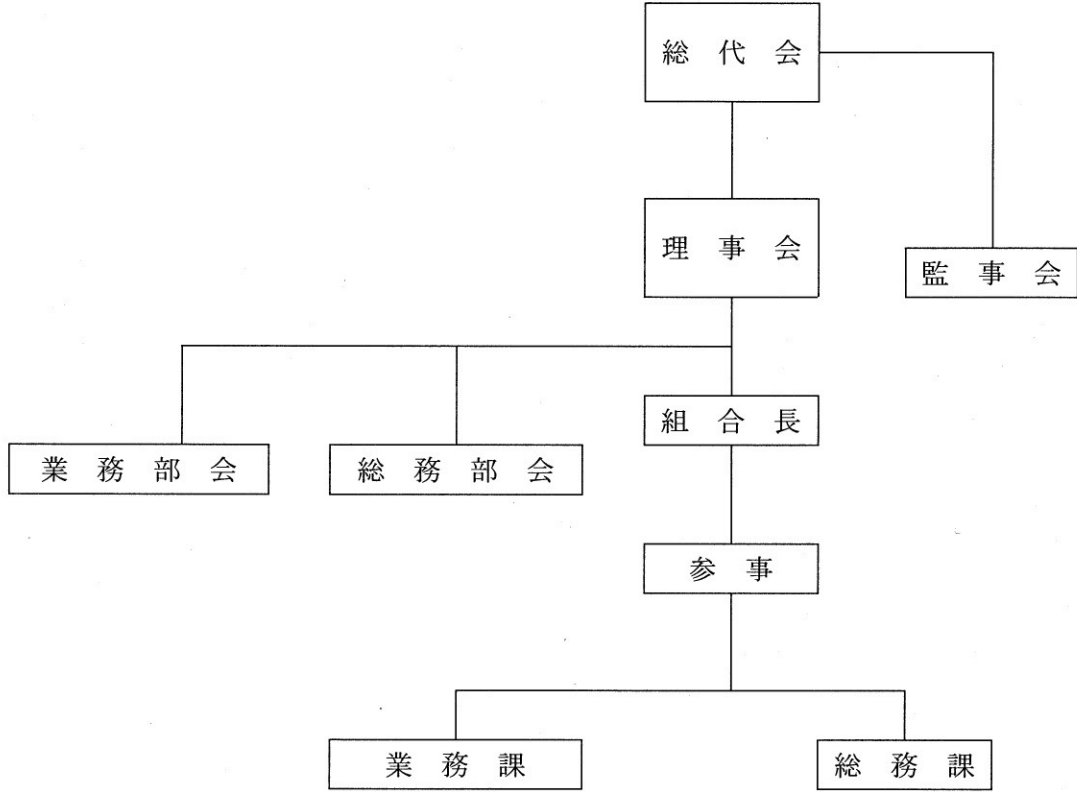 総代会
理事会
監事会
組合長
業務部会
総務部会
参事
業務課
総務課